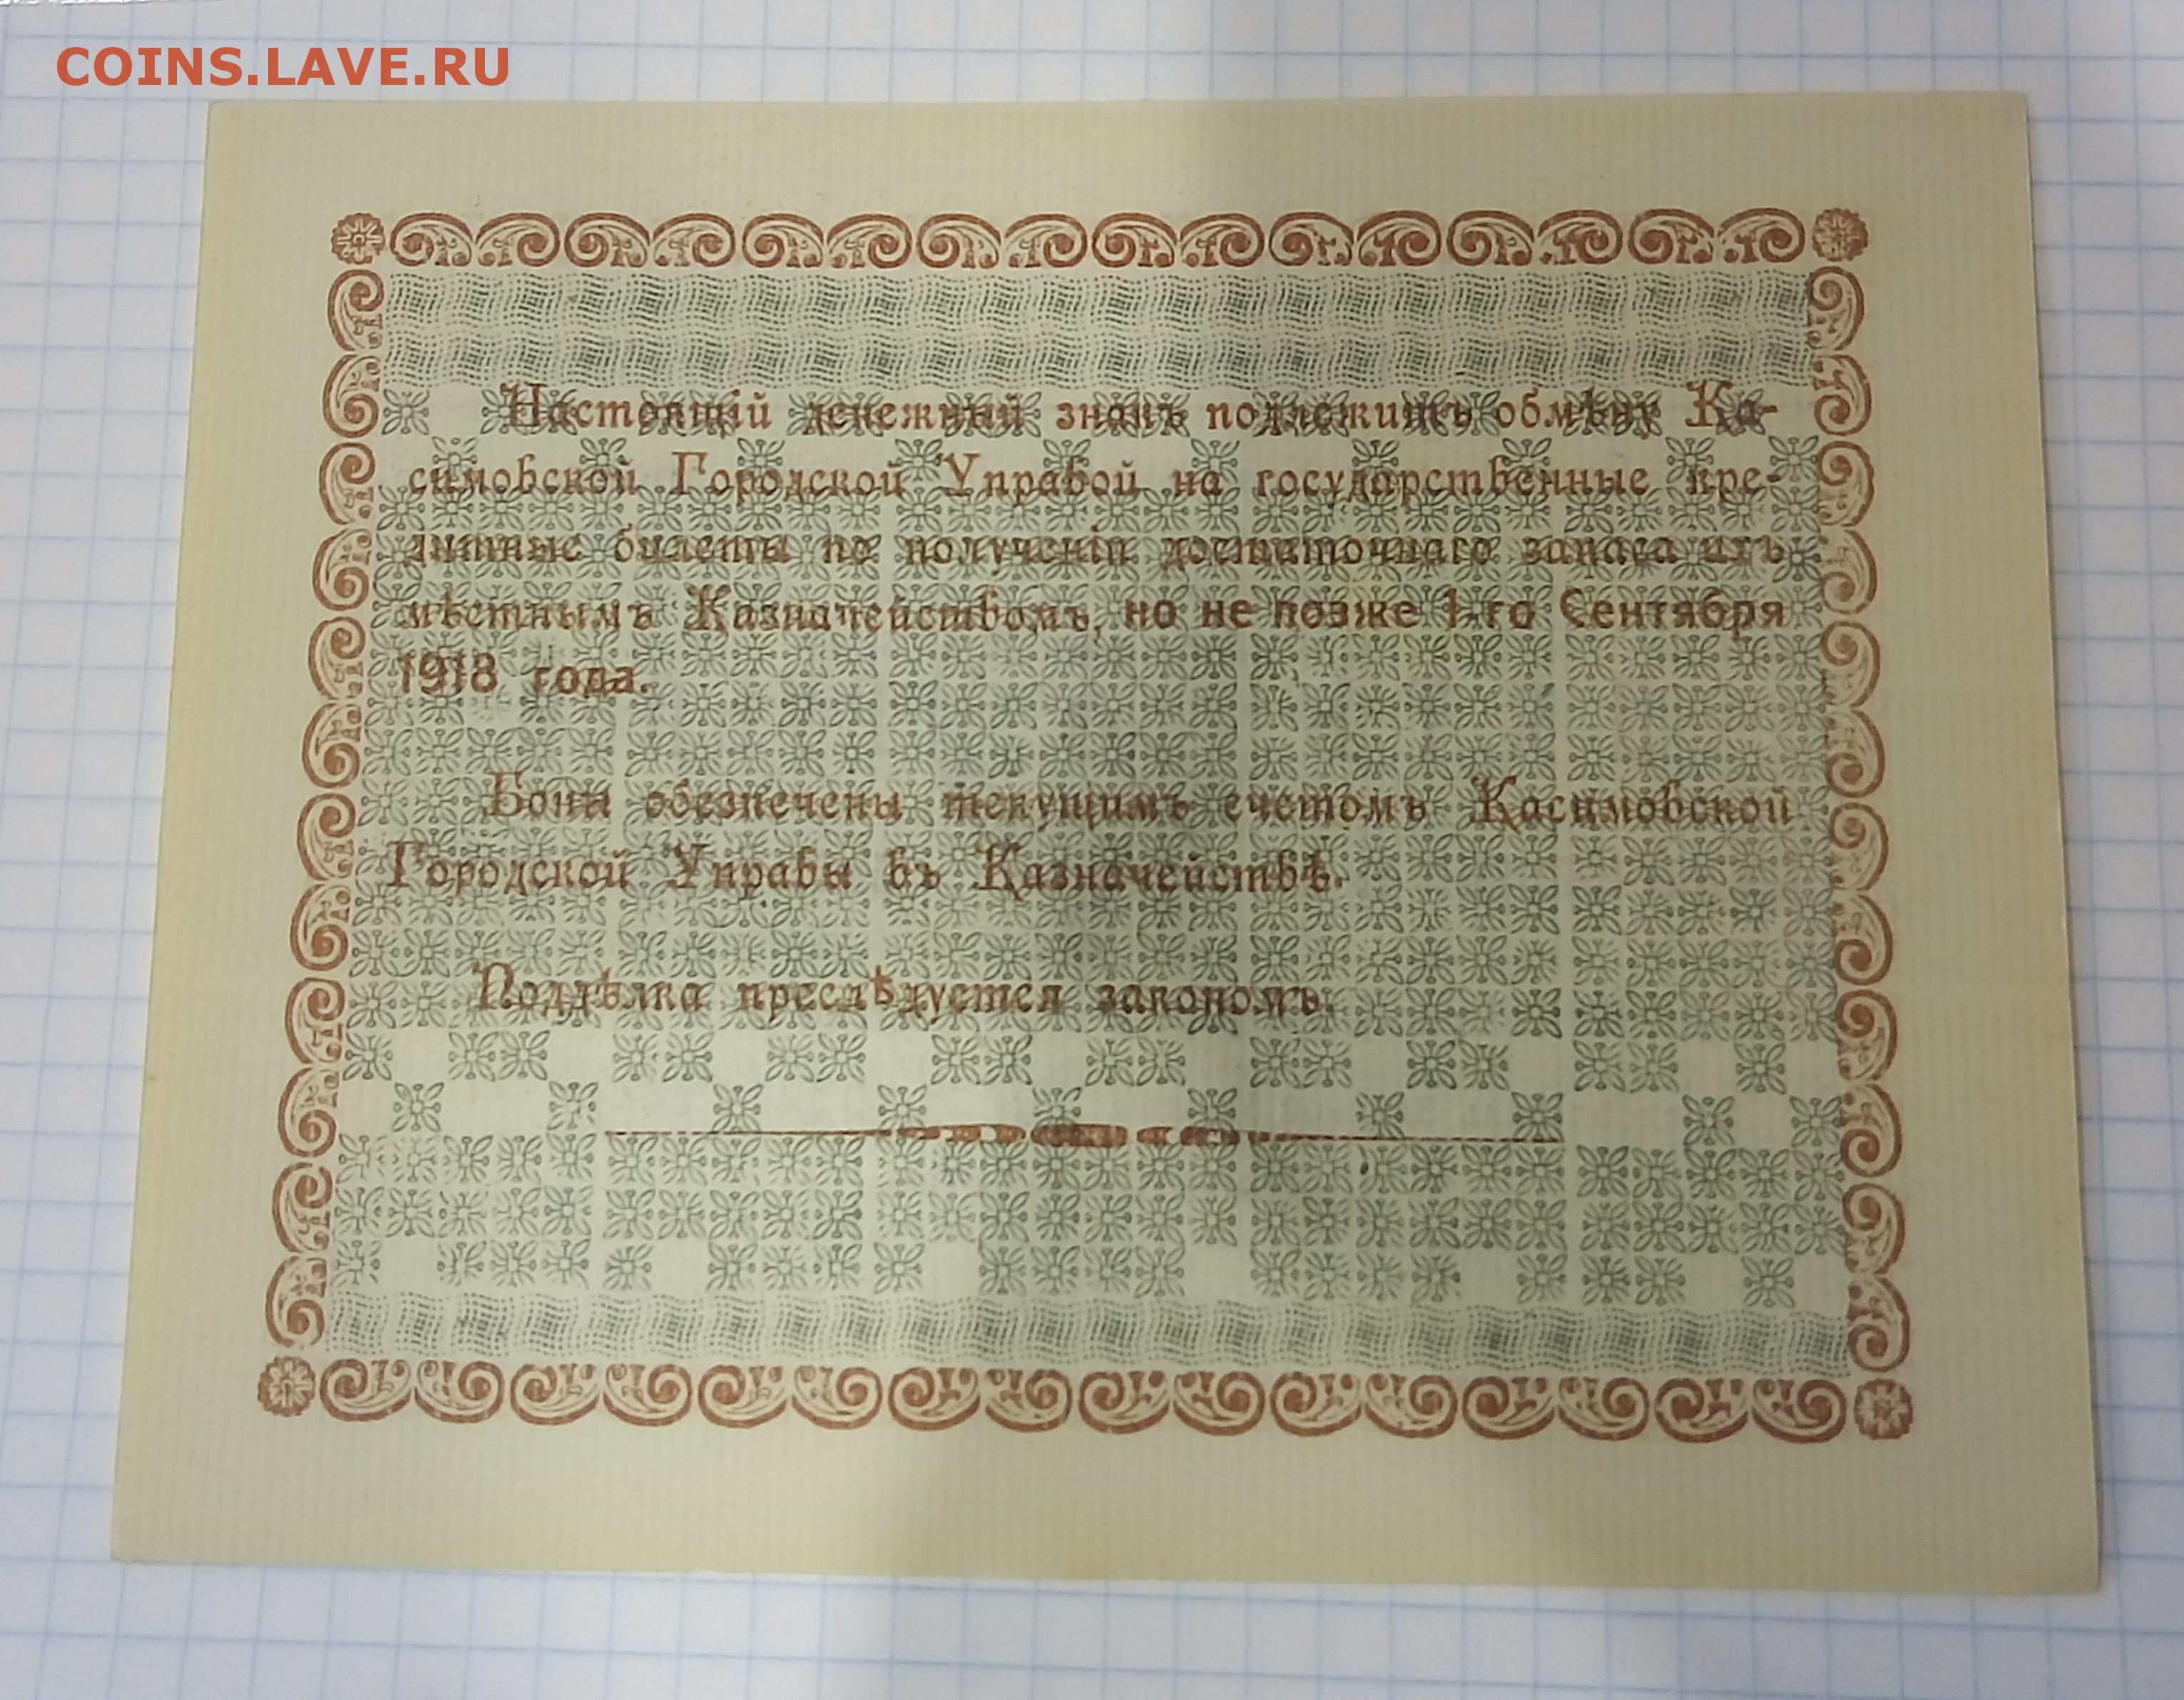 COINS.LAVE.RU
Настоящій денежный знакъ подлежитъ обмѣну Ка-
симовской Городской Управой на государственные кре-
дитные билеты по полученіи достаточнаго запаса ихъ
мѣстнымъ Казначействомъ, но не позже 1-го Сентября
1918 года.
Боны обезпечены текущимъ счетомъ Касимовской
Городской Управы въ Казначействѣ.
Поддѣлка преслѣдуется закономъ.